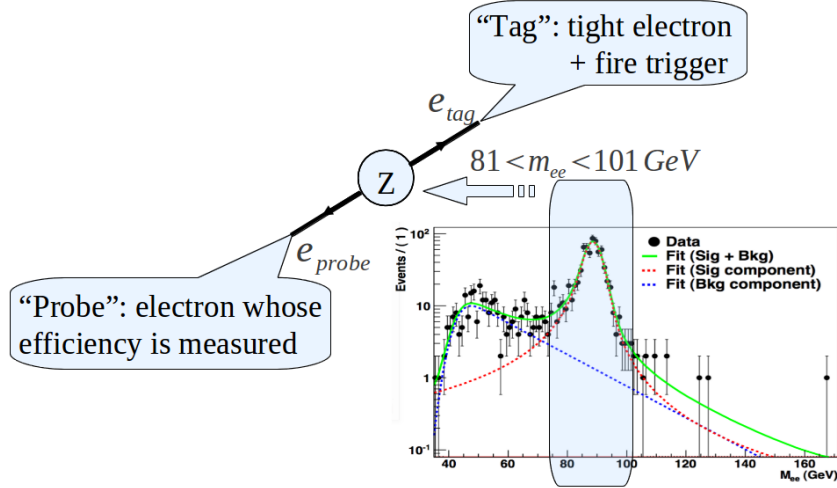 “Tag”: tight electron
+ fire trigger
e_tag
81 < m_ee < 101 GeV
Z
e_probe
“Probe”: electron whose
efficiency is measured
Events / ( 1 )
10²
10
1
10⁻¹
Data
Fit (Sig + Bkg)
Fit (Sig component)
Fit (Bkg component)
40 60 80 100 120 140 160
M_ee (GeV)